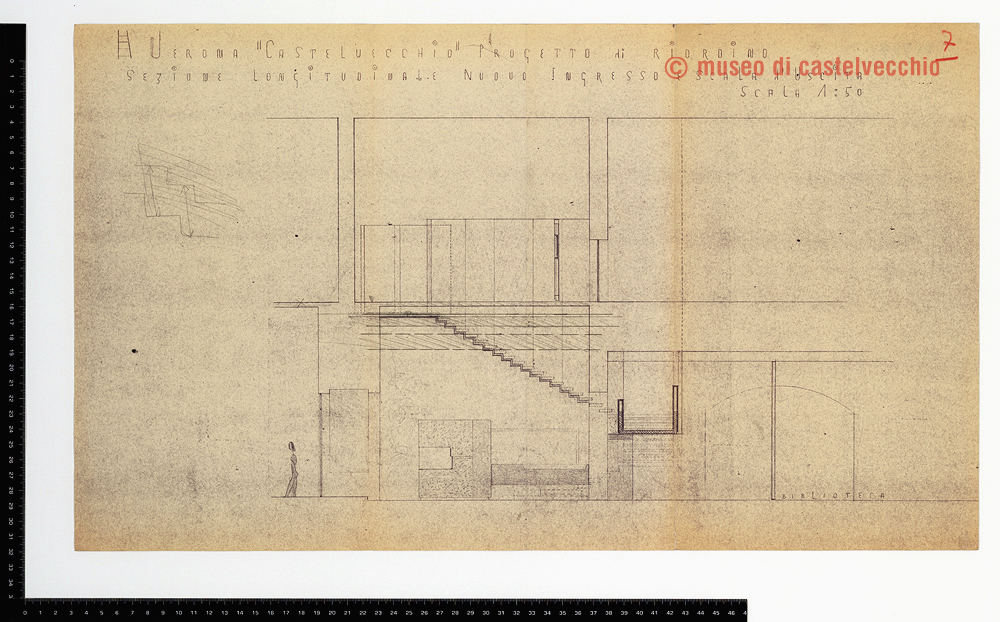 A VERONA "CASTELVECCHIO" PROGETTO di RIORDINO
7
SEZIONE LONGITUDINALE NUOVO INGRESSO E SCALA d'USCITA
© museo di castelvecchio
SCALA 1:50
BIBLIOTECA
0 1 2 3 4 5 6 7 8 9 10 11 12 13 14 15 16 17 18 19 20 21 22 23 24 25 26 27 28 29 30 31 32 33 34 3
0 1 2 3 4 5 6 7 8 9 10 11 12 13 14 15 16 17 18 19 20 21 22 23 24 25 26 27 28 29 30 31 32 33 34 35 36 37 38 39 40 41 42 43 44 45 46 4